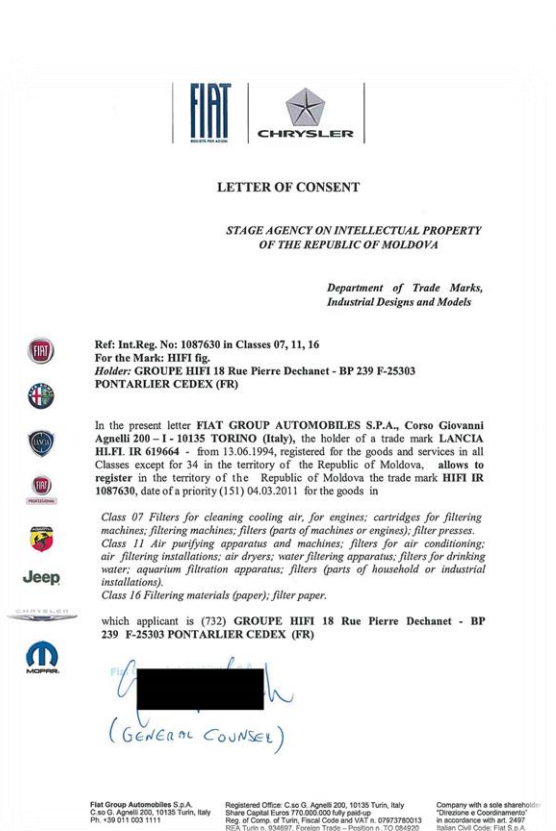 FIAT
CHRYSLER
LETTER OF CONSENT
STAGE AGENCY ON INTELLECTUAL PROPERTY
OF THE REPUBLIC OF MOLDOVA
Department of Trade Marks,
Industrial Designs and Models
Ref: Int.Reg. No: 1087630 in Classes 07, 11, 16
For the Mark: HIFI fig.
Holder: GROUPE HIFI 18 Rue Pierre Dechanet - BP 239 F-25303
PONTARLIER CEDEX (FR)
In the present letter FIAT GROUP AUTOMOBILES S.P.A., Corso Giovanni
Agnelli 200 – I - 10135 TORINO (Italy), the holder of a trade mark LANCIA
HI.FI. IR 619664 - from 13.06.1994, registered for the goods and services in all
Classes except for 34 in the territory of the Republic of Moldova, allows to
register in the territory of the Republic of Moldova the trade mark HIFI IR
1087630, date of a priority (151) 04.03.2011 for the goods in
Class 07 Filters for cleaning cooling air, for engines; cartridges for filtering
machines; filtering machines; filters (parts of machines or engines); filter presses.
Class 11 Air purifying apparatus and machines; filters for air conditioning;
air filtering installations; air dryers; water filtering apparatus; filters for drinking
water; aquarium filtration apparatus; filters (parts of household or industrial
installations).
Class 16 Filtering materials (paper); filter paper.
which applicant is (732) GROUPE HIFI 18 Rue Pierre Dechanet - BP
239 F-25303 PONTARLIER CEDEX (FR)
FIAT
LANCIA
FIAT
PROFESSIONAL
Jeep
CHRYSLER
MOPAR
Fiat
(GENERAL COUNSEL)
Fiat Group Automobiles S.p.A.
C.so G. Agnelli 200, 10135 Turin, Italy
Ph. +39 011 003 1111
Registered Office: C.so G. Agnelli 200, 10135 Turin, Italy
Share Capital Euros 770.000.000 fully paid-up
Reg. of Comp. of Turin, Fiscal Code and VAT n. 07973780013
REA Turin n. 934697. Foreign Trade – Position n. TO 084920
Company with a sole shareholder
"Direzione e Coordinamento"
in accordance with art. 2497
Italian Civil Code: Fiat S.p.A.